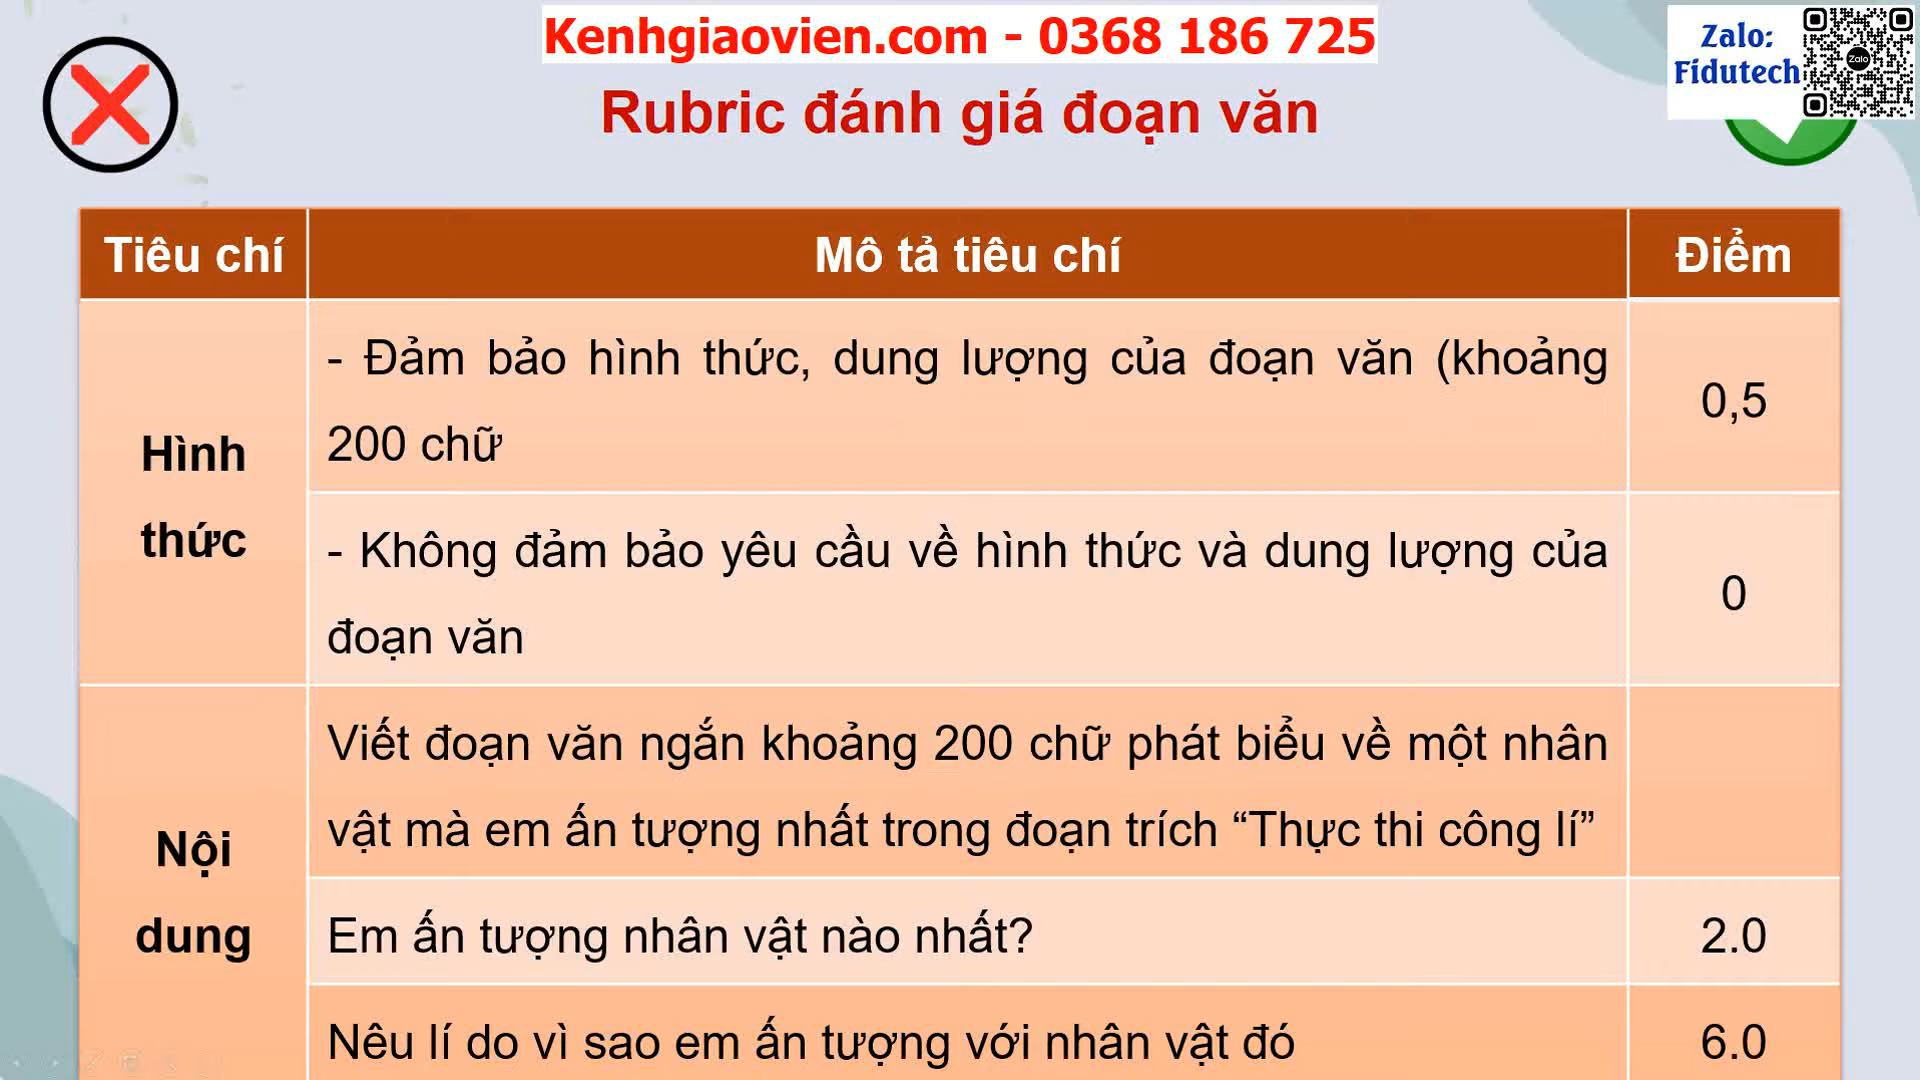 Kenhgiaovien.com - 0368 186 725
Zalo:
Fidutech
Zalo
Rubric đánh giá đoạn văn
Tiêu chí
Mô tả tiêu chí
Điểm
Hình
thức
- Đảm bảo hình thức, dung lượng của đoạn văn (khoảng
200 chữ
0,5
- Không đảm bảo yêu cầu về hình thức và dung lượng của
đoạn văn
0
Nội
dung
Viết đoạn văn ngắn khoảng 200 chữ phát biểu về một nhân
vật mà em ấn tượng nhất trong đoạn trích “Thực thi công lí”
Em ấn tượng nhân vật nào nhất?
2.0
Nêu lí do vì sao em ấn tượng với nhân vật đó
6.0